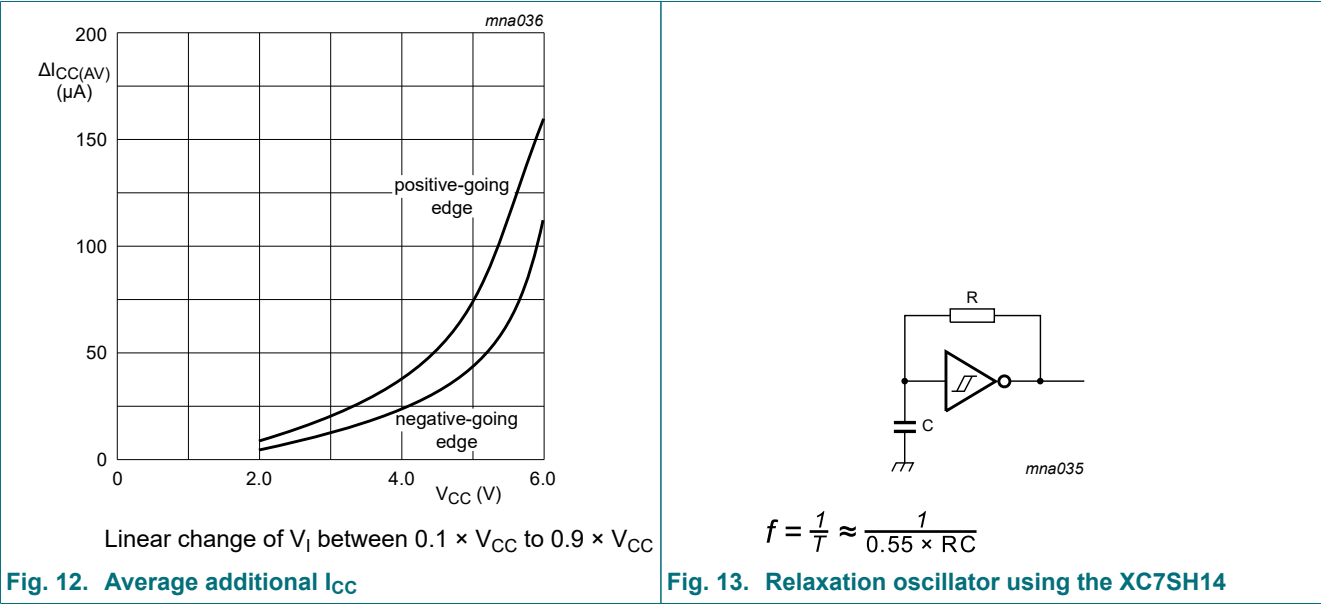 mna036
200
ΔICC(AV)
(μA)
150
positive-going
edge
100
50
negative-going
edge
0
0
2.0
4.0
6.0
VCC (V)
Linear change of VI between 0.1 × VCC to 0.9 × VCC
Fig. 12. Average additional ICC
R
C
mna035
f = 1/T ≈ 1/(0.55 × RC)
Fig. 13. Relaxation oscillator using the XC7SH14